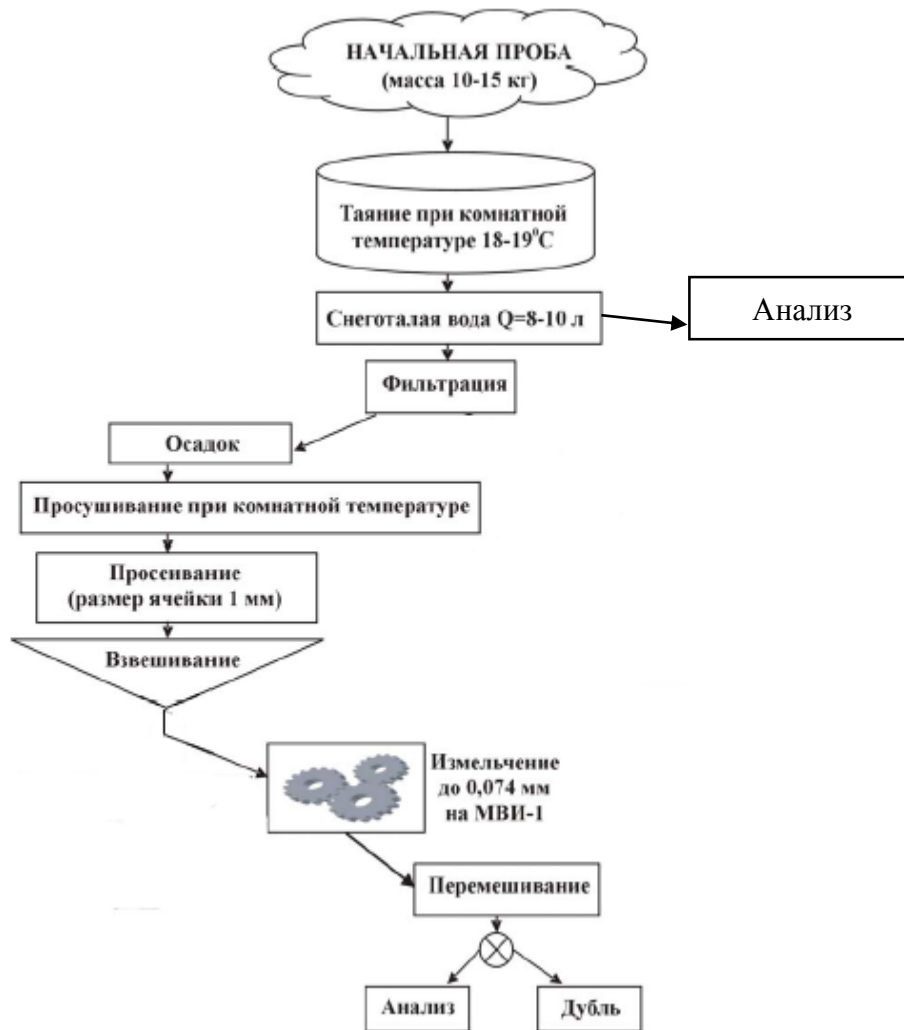 НАЧАЛЬНАЯ ПРОБА
(масса 10-15 кг)
Таяние при комнатной
температуре 18-19⁰С
Снеготалая вода Q=8-10 л
Анализ
Фильтрация
Осадок
Просушивание при комнатной температуре
Просеивание
(размер ячейки 1 мм)
Взвешивание
Измельчение
до 0,074 мм
на МВИ-1
Перемешивание
Анализ
Дубль